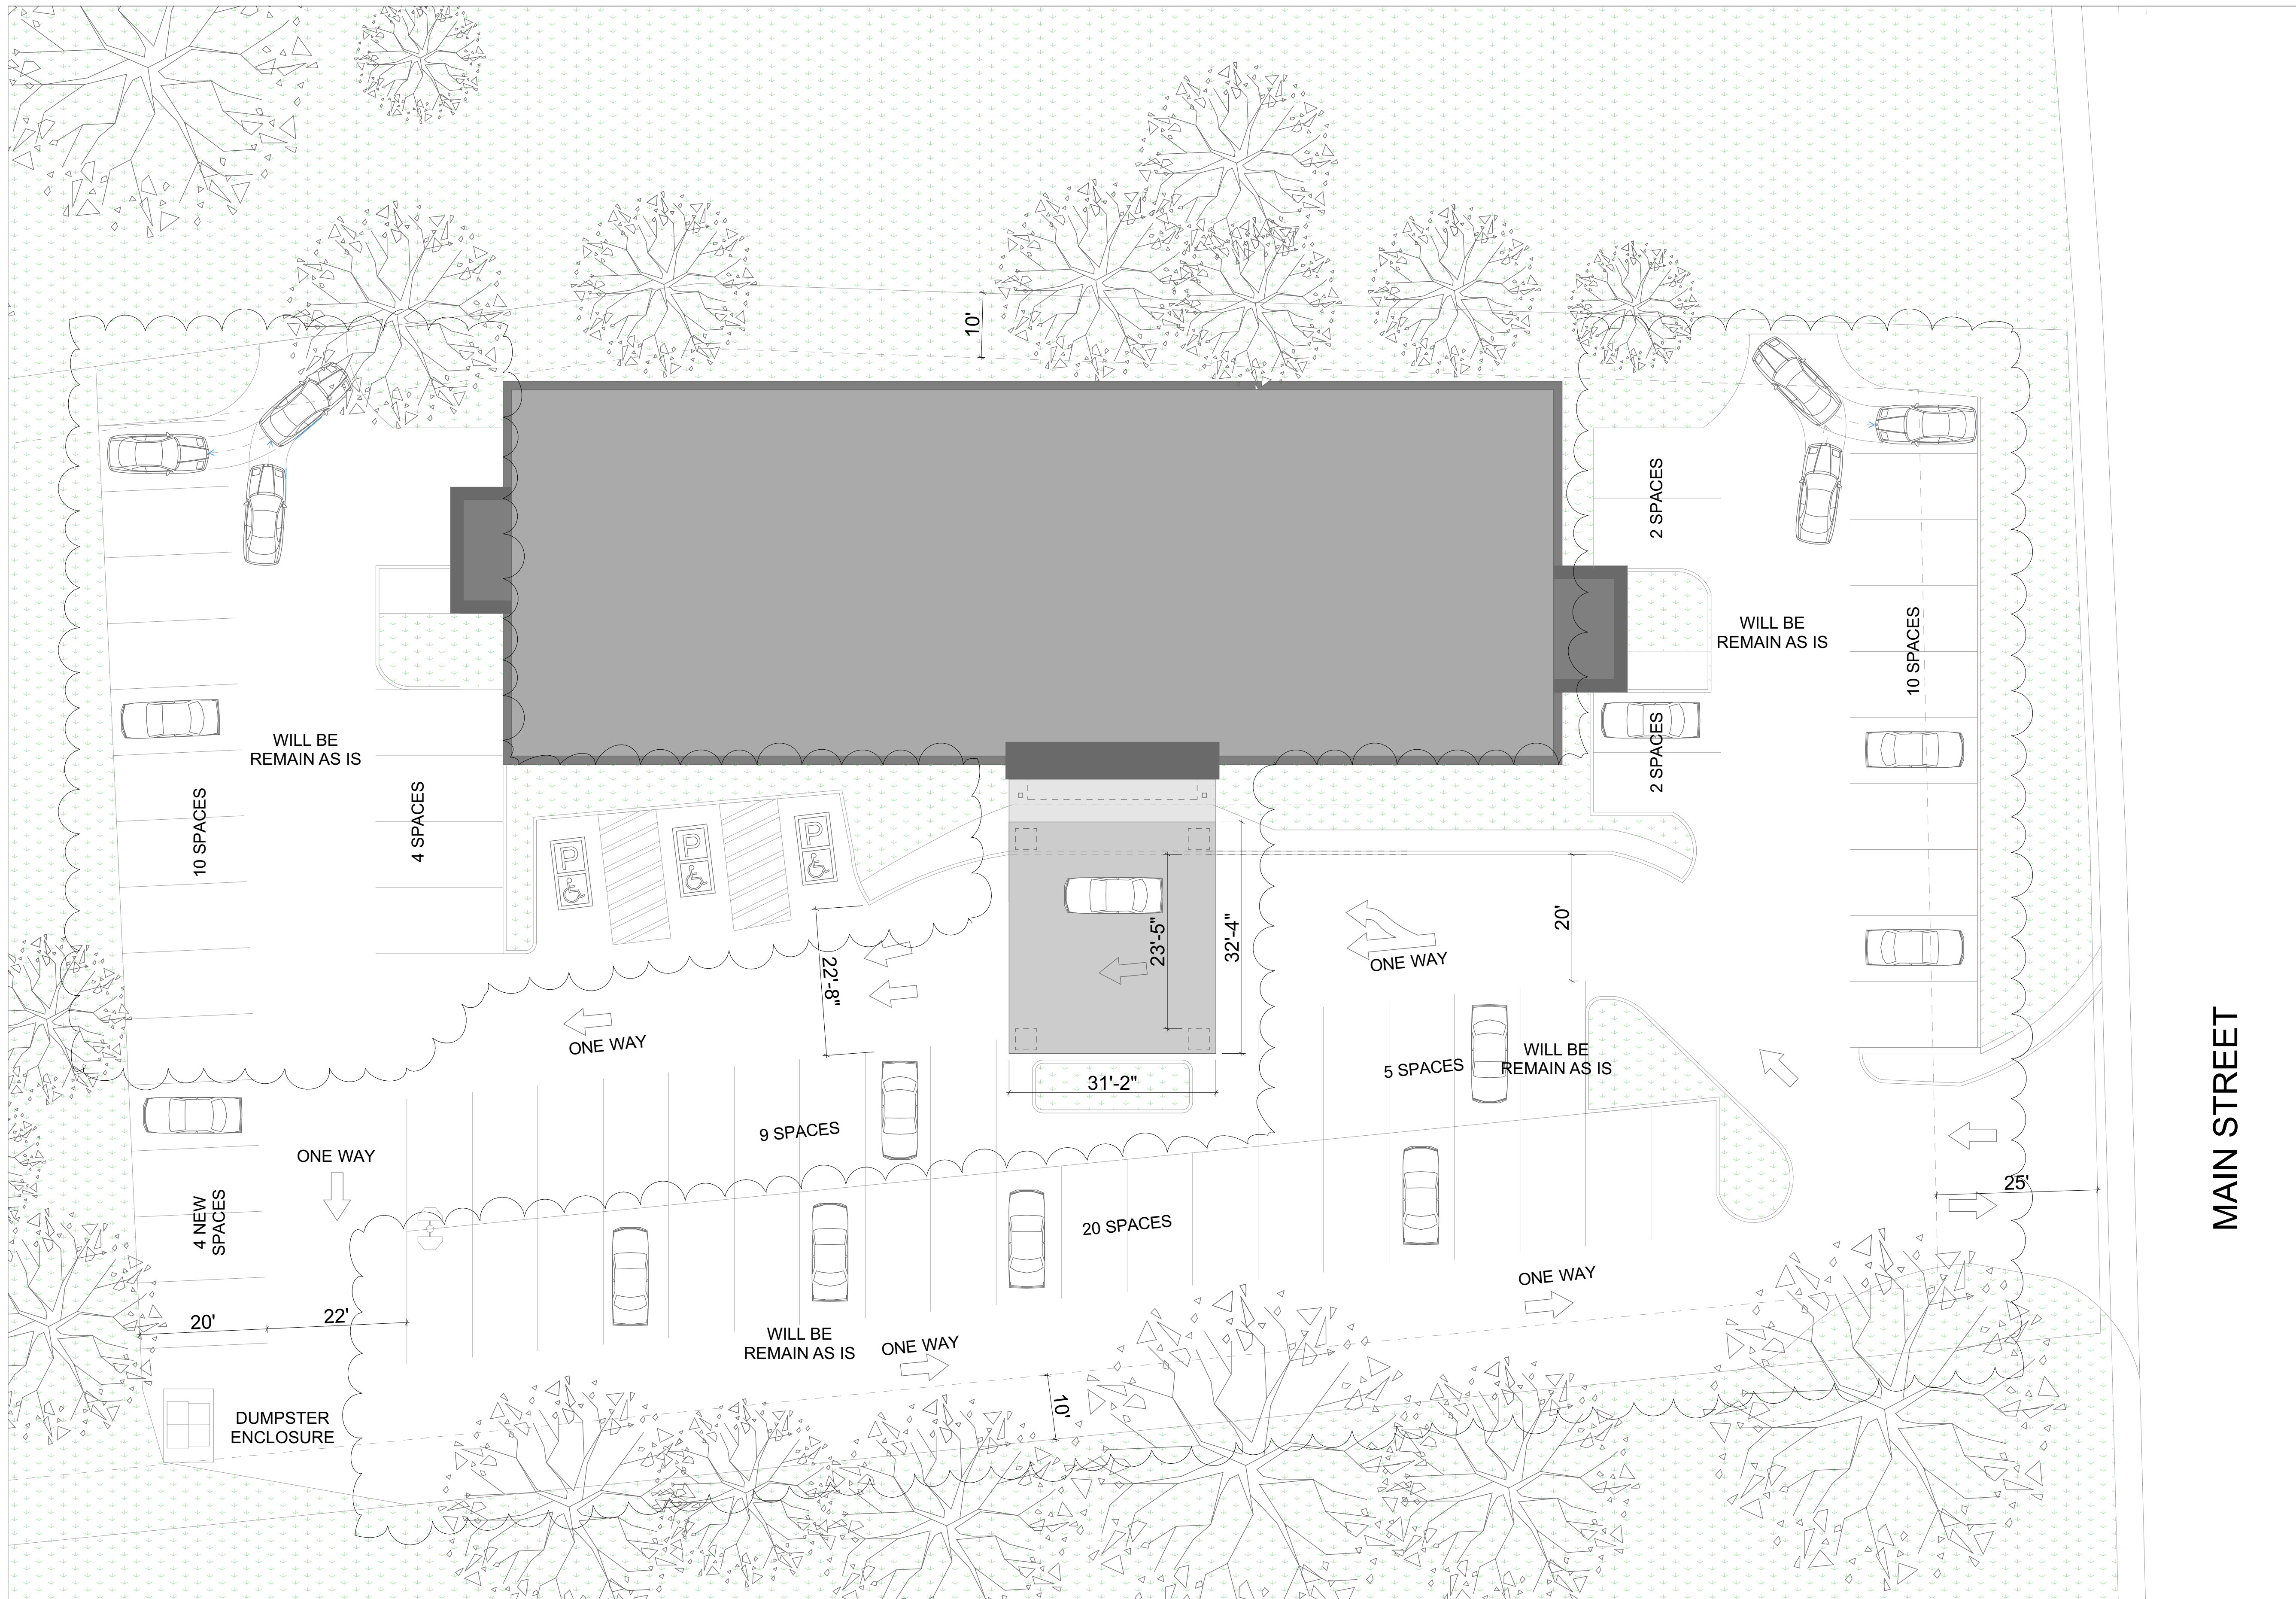 10'
2 SPACES
WILL BE
REMAIN AS IS
10 SPACES
2 SPACES
WILL BE
REMAIN AS IS
10 SPACES
4 SPACES
P
P
P
23'-5"
32'-4"
20'
ONE WAY
22'-8"
ONE WAY
31'-2"
5 SPACES
WILL BE
REMAIN AS IS
9 SPACES
ONE WAY
4 NEW
SPACES
20 SPACES
25'
MAIN STREET
ONE WAY
20'
22'
WILL BE
REMAIN AS IS
ONE WAY
10'
DUMPSTER
ENCLOSURE